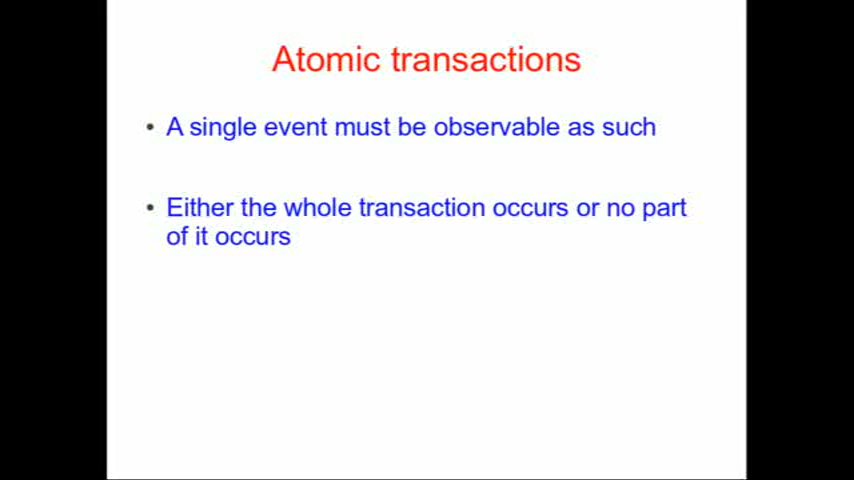 Atomic transactions
• A single event must be observable as such
• Either the whole transaction occurs or no part
of it occurs